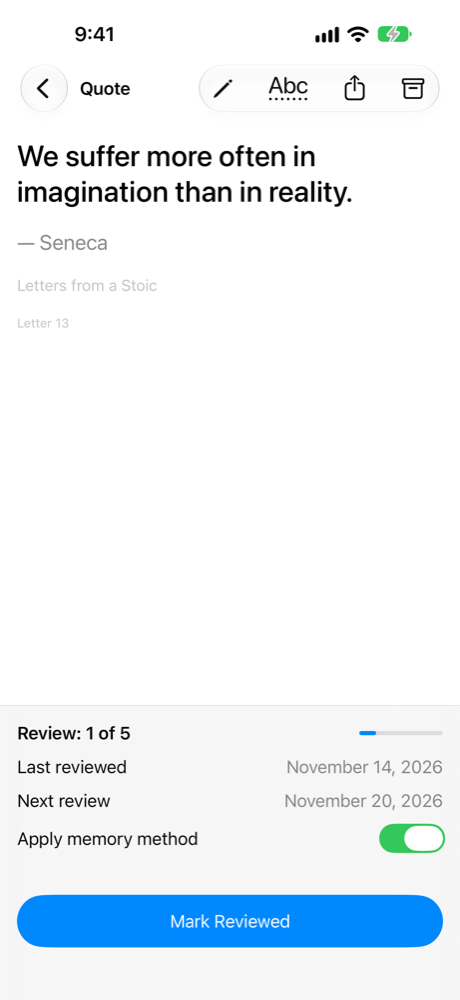 9:41
Quote
Abc
We suffer more often in
imagination than in reality.
— Seneca
Letters from a Stoic
Letter 13
Review: 1 of 5
Last reviewed November 14, 2026
Next review November 20, 2026
Apply memory method
Mark Reviewed